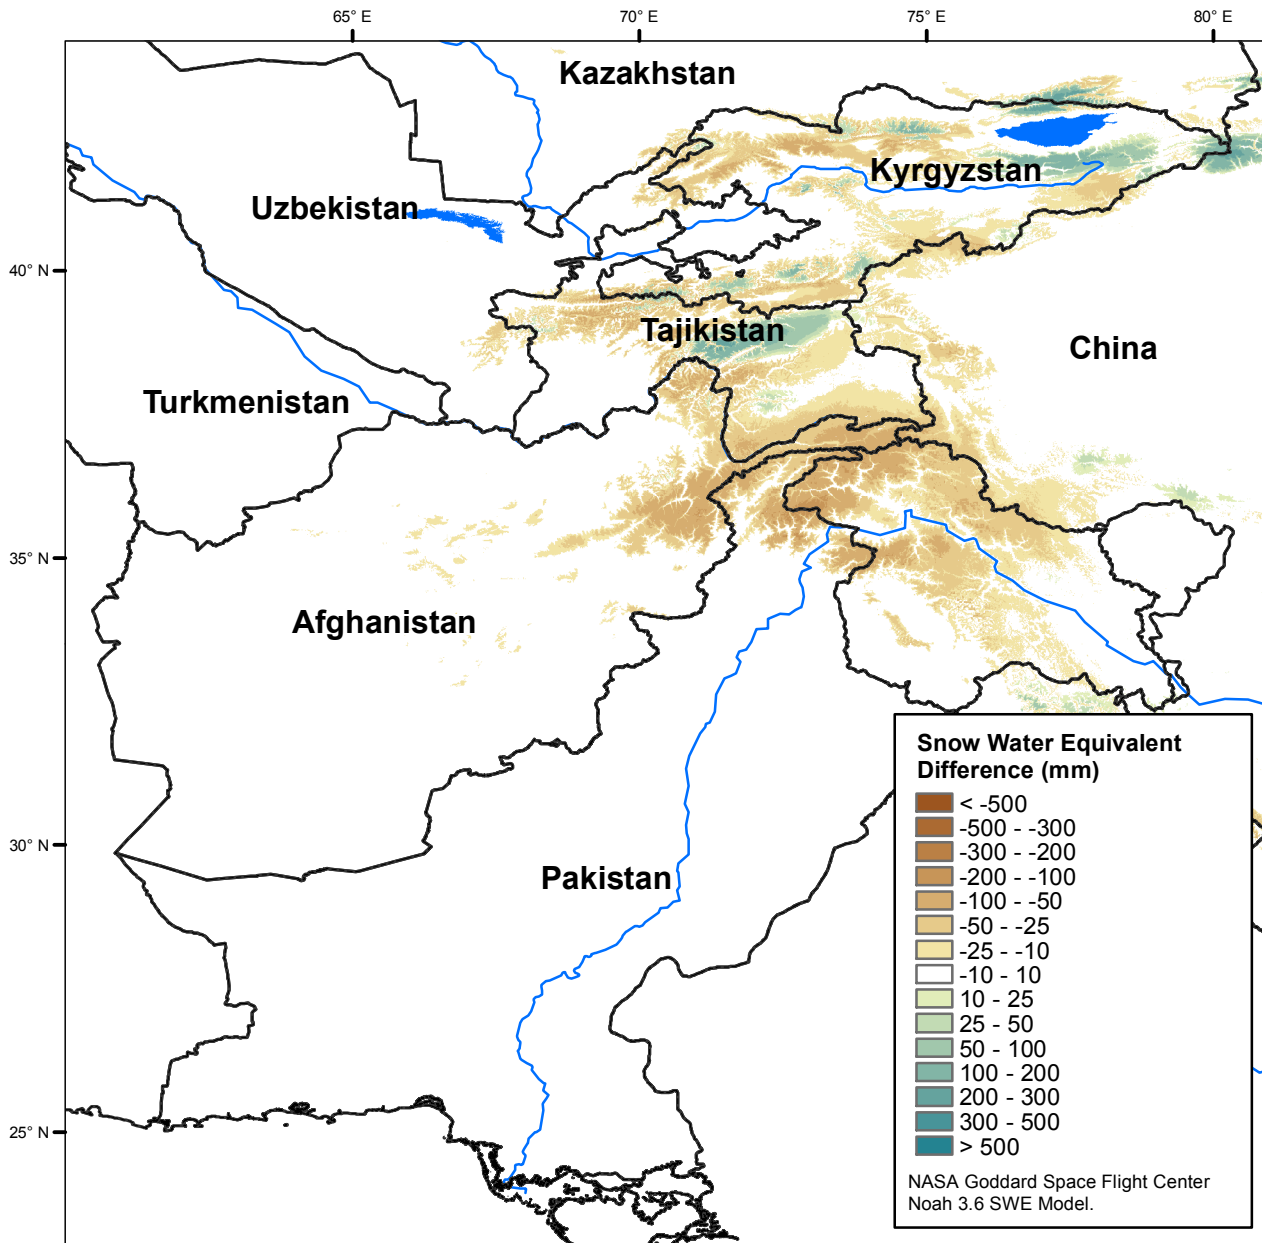 65° E
70° E
75° E
80° E
Kazakhstan
Kyrgyzstan
Uzbekistan
40° N
Tajikistan
China
Turkmenistan
35° N
Afghanistan
Snow Water Equivalent
Difference (mm)
< -500
-500 - -300
-300 - -200
-200 - -100
-100 - -50
-50 - -25
-25 - -10
-10 - 10
10 - 25
25 - 50
50 - 100
100 - 200
200 - 300
300 - 500
> 500
30° N
Pakistan
25° N
NASA Goddard Space Flight Center
Noah 3.6 SWE Model.